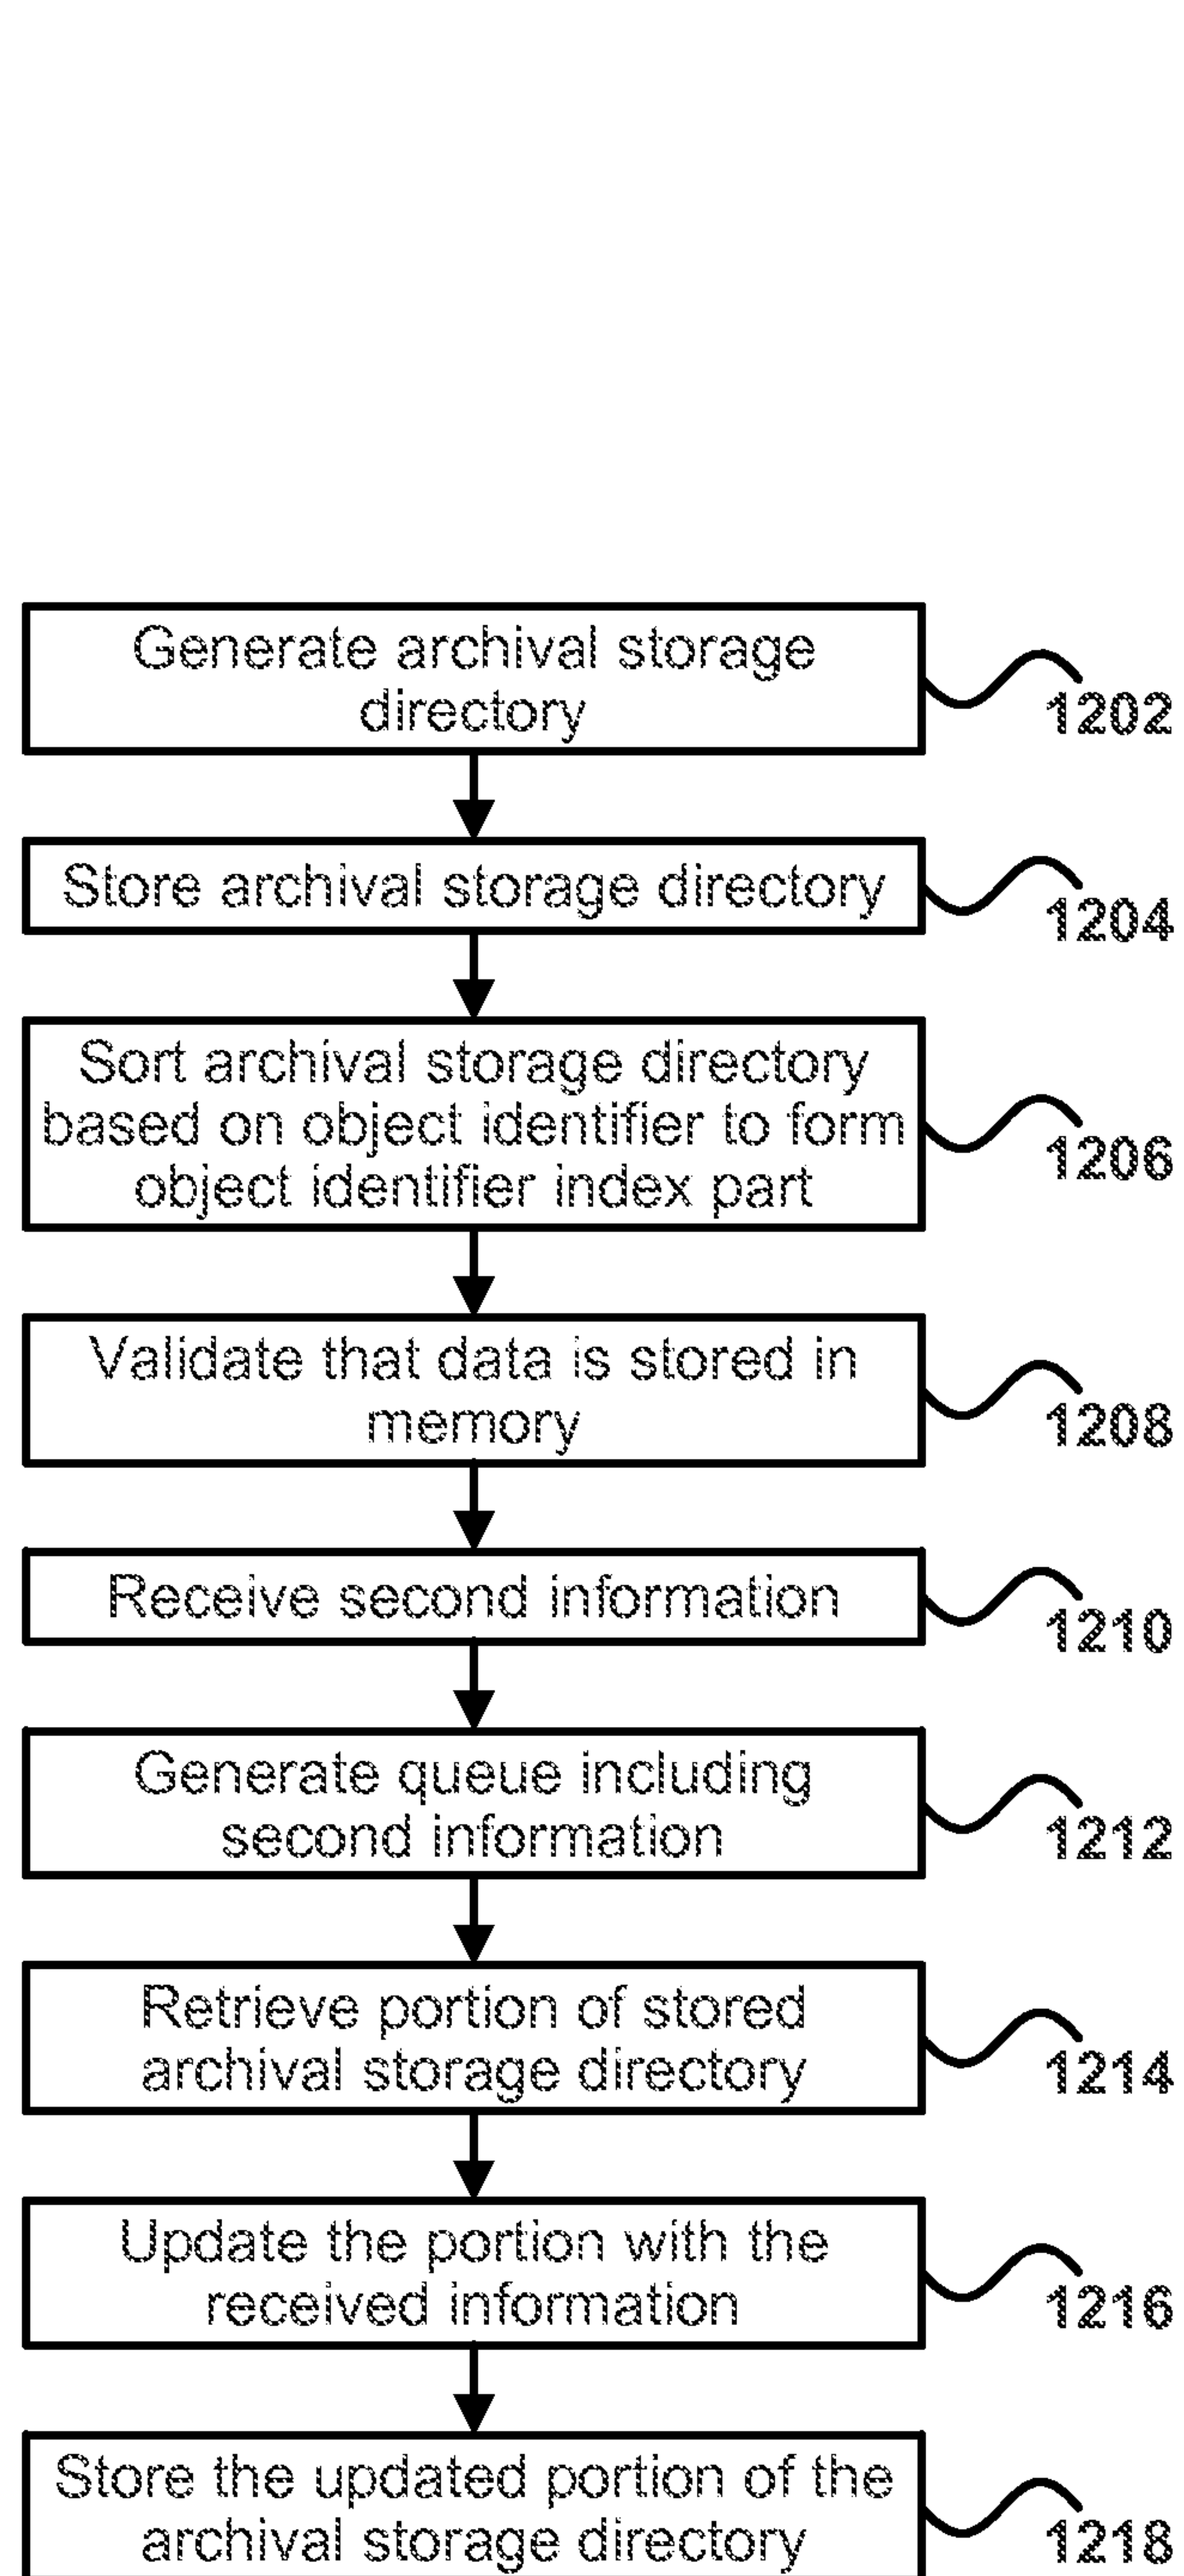 Generate archival storage
directory
1202
Store archival storage directory
1204
Sort archival storage directory
based on object identifier to form
object identifier index part
1206
Validate that data is stored in
memory
1208
Receive second information
1210
Generate queue including
second information
1212
Retrieve portion of stored
archival storage directory
1214
Update the portion with the
received information
1216
Store the updated portion of the
archival storage directory
1218